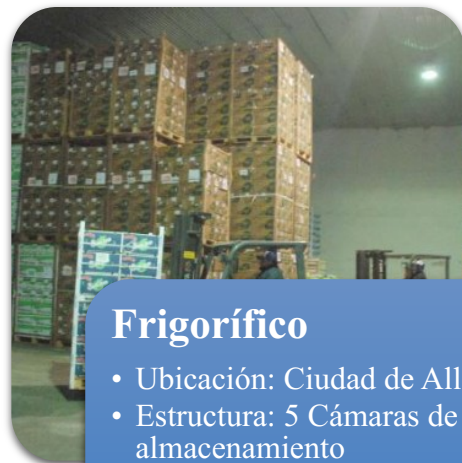 Frigorífico
• Ubicación: Ciudad de All
• Estructura: 5 Cámaras de
almacenamiento